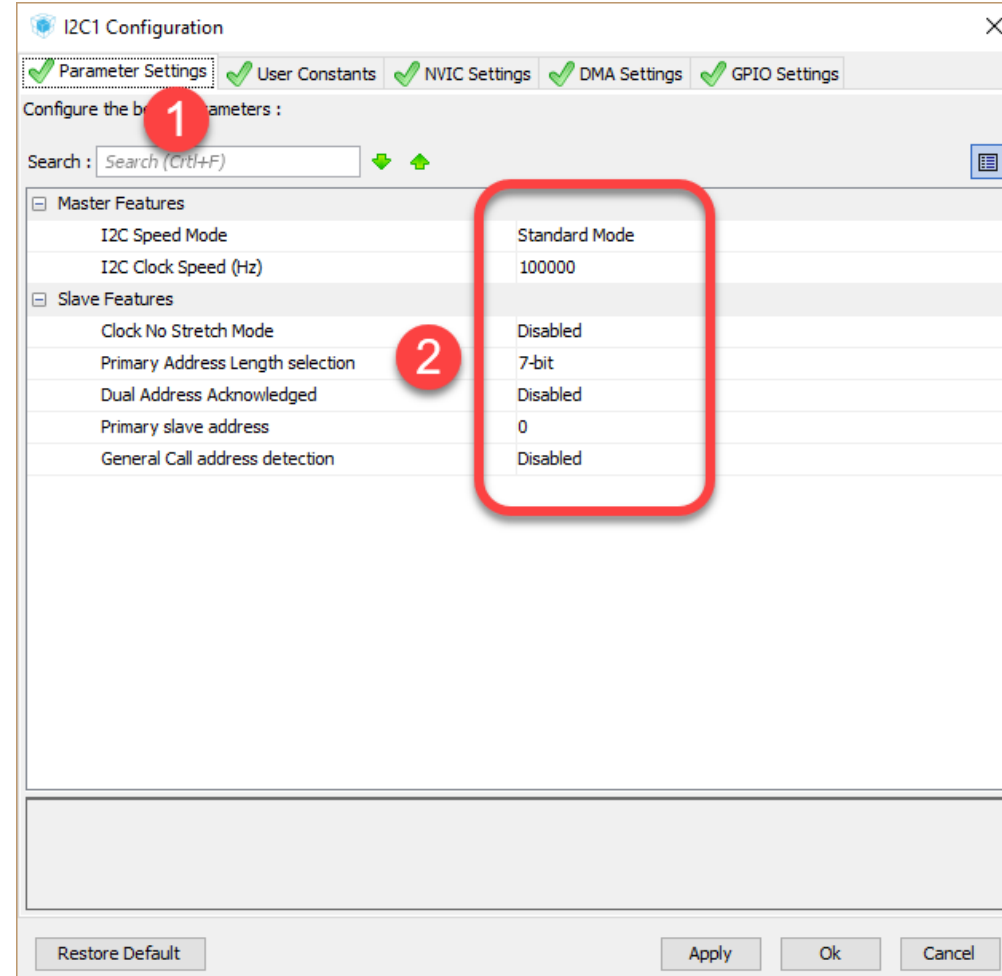 I2C1 Configuration
Parameter Settings User Constants NVIC Settings DMA Settings GPIO Settings
Configure the ameters :
1
Search : Search (Crtl+F)
Master Features
I2C Speed Mode Standard Mode
I2C Clock Speed (Hz) 100000
Slave Features
Clock No Stretch Mode Disabled
Primary Address Length selection 7-bit
2
Dual Address Acknowledged Disabled
Primary slave address 0
General Call address detection Disabled
Restore Default Apply Ok Cancel